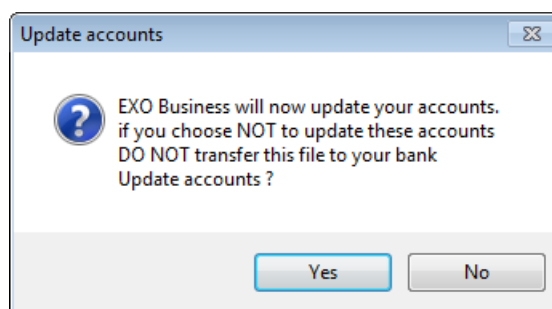 Update accounts
EXO Business will now update your accounts.
if you choose NOT to update these accounts
DO NOT transfer this file to your bank
Update accounts ?
Yes
No